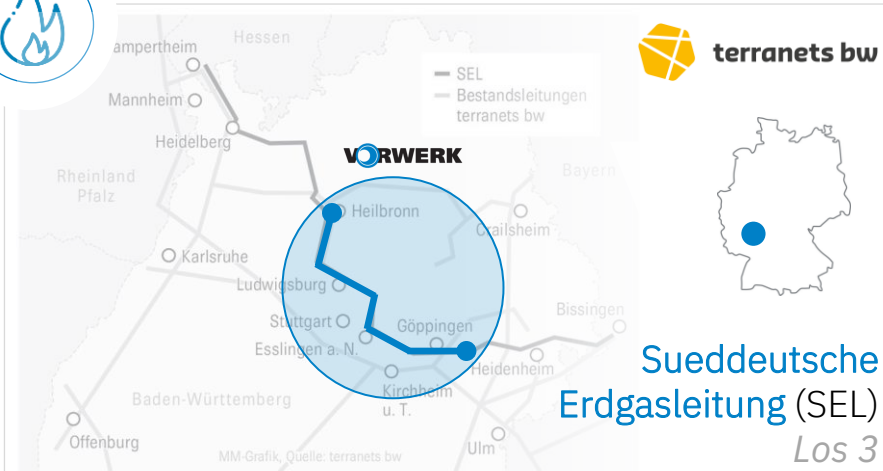 Hessen
ampertheim
terranets bw
SEL
Bestandsleitungen
terranets bw
Mannheim
Heidelberg
VORWERK
Rheinland
Pfalz
Bayern
Heilbronn
Crailsheim
Karlsruhe
Ludwigsburg
Bissingen
Stuttgart
Göppingen
Esslingen a. N.
Heidenheim
Sueddeutsche
Erdgasleitung (SEL)
Los 3
Kirchheim
u. T.
Baden-Württemberg
Offenburg
Ulm
MM-Grafik, Quelle: terranets bw